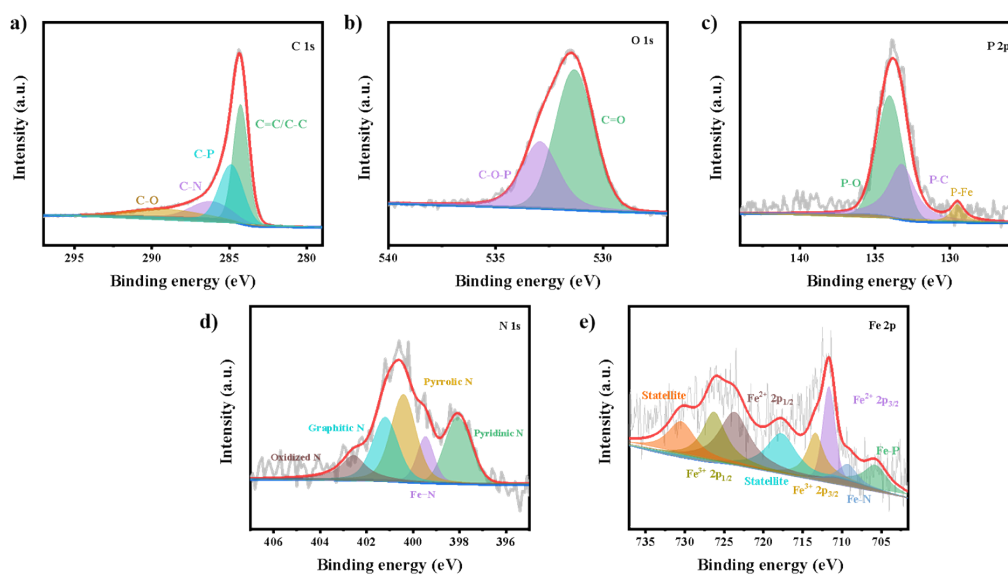 a)
C 1s
Intensity (a.u.)
C=C/C-C
C-P
C-N
C-O
295 290 285 280
Binding energy (eV)
b)
O 1s
Intensity (a.u.)
C=O
C-O-P
540 535 530
Binding energy (eV)
c)
P 2p
Intensity (a.u.)
P-O
P-C
P-Fe
140 134 130
Binding energy (eV)
d)
N 1s
Intensity (a.u.)
Pyrrolic N
Graphitic N
Pyridinic N
Oxidized N
Fe-N
406 404 402 400 398 396
Binding energy (eV)
e)
Fe 2p
Intensity (a.u.)
Statellite
Fe²⁺ 2p₁/₂
Fe²⁺ 2p₃/₂
Fe-P
Fe³⁺ 2p₁/₂
Statellite
Fe³⁺ 2p₃/₂
Fe-N
735 730 725 720 715 710 705
Binding energy (eV)